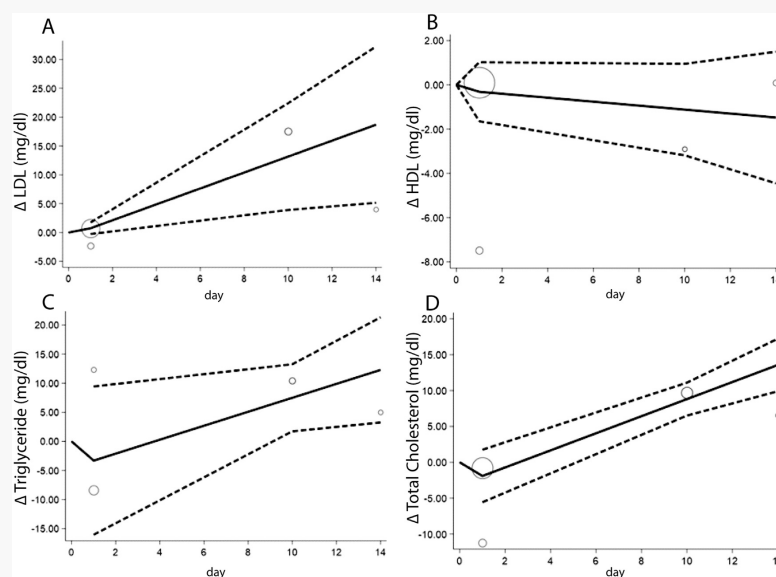 A
Δ LDL (mg/dl)
30.00
25.00
20.00
15.00
10.00
5.00
0.00
-5.00
0 2 4 6 8 10 12 14
day
B
Δ HDL (mg/dl)
2.00
0.00
-2.00
-4.00
-6.00
-8.00
0 2 4 6 8 10 12
day
C
Δ Triglyceride (mg/dl)
20.00
15.00
10.00
5.00
0.00
-5.00
-10.00
-15.00
0 2 4 6 8 10 12 14
day
D
Δ Total Cholesterol (mg/dl)
20.00
15.00
10.00
5.00
0.00
-5.00
-10.00
0 2 4 6 8 10 12
day